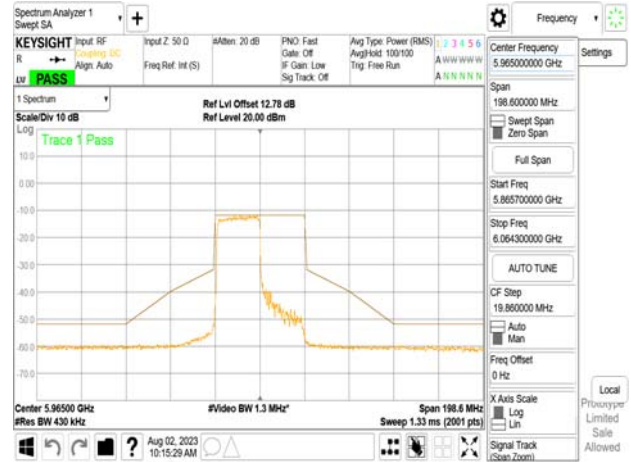 Spectrum Analyzer 1
Swept SA
+
Frequency
KEYSIGHT
Input: RF
Coupling: DC
Align: Auto
Input Z: 50 Ω
Freq Ref: Int (S)
#Atten: 20 dB
PNO: Fast
Gate: Off
IF Gain: Low
Sig Track: Off
Avg Type: Power (RMS)
Avg|Hold: 100/100
Trig: Free Run
1 2 3 4 5 6
A W W W W W
A N N N N N
R
LW
PASS
Center Frequency
5.965000000 GHz
Settings
1 Spectrum
Ref Lvl Offset 12.78 dB
Scale/Div 10 dB
Ref Level 20.00 dBm
Span
198.600000 MHz
Swept Span
Zero Span
Log
Trace 1 Pass
10.0
0.00
-10.0
-20.0
-30.0
-40.0
-50.0
-60.0
-70.0
Full Span
Start Freq
5.865700000 GHz
Stop Freq
6.064300000 GHz
AUTO TUNE
CF Step
19.860000 MHz
Auto
Man
Freq Offset
0 Hz
X Axis Scale
Log
Lin
Signal Track
(Span Zoom)
Local
Prototype
Limited
Sale
Allowed
Center 5.96500 GHz
#Video BW 1.3 MHz*
Span 198.6 MHz
#Res BW 430 kHz
Sweep 1.33 ms (2001 pts)
?
Aug 02, 2023
10:15:29 AM